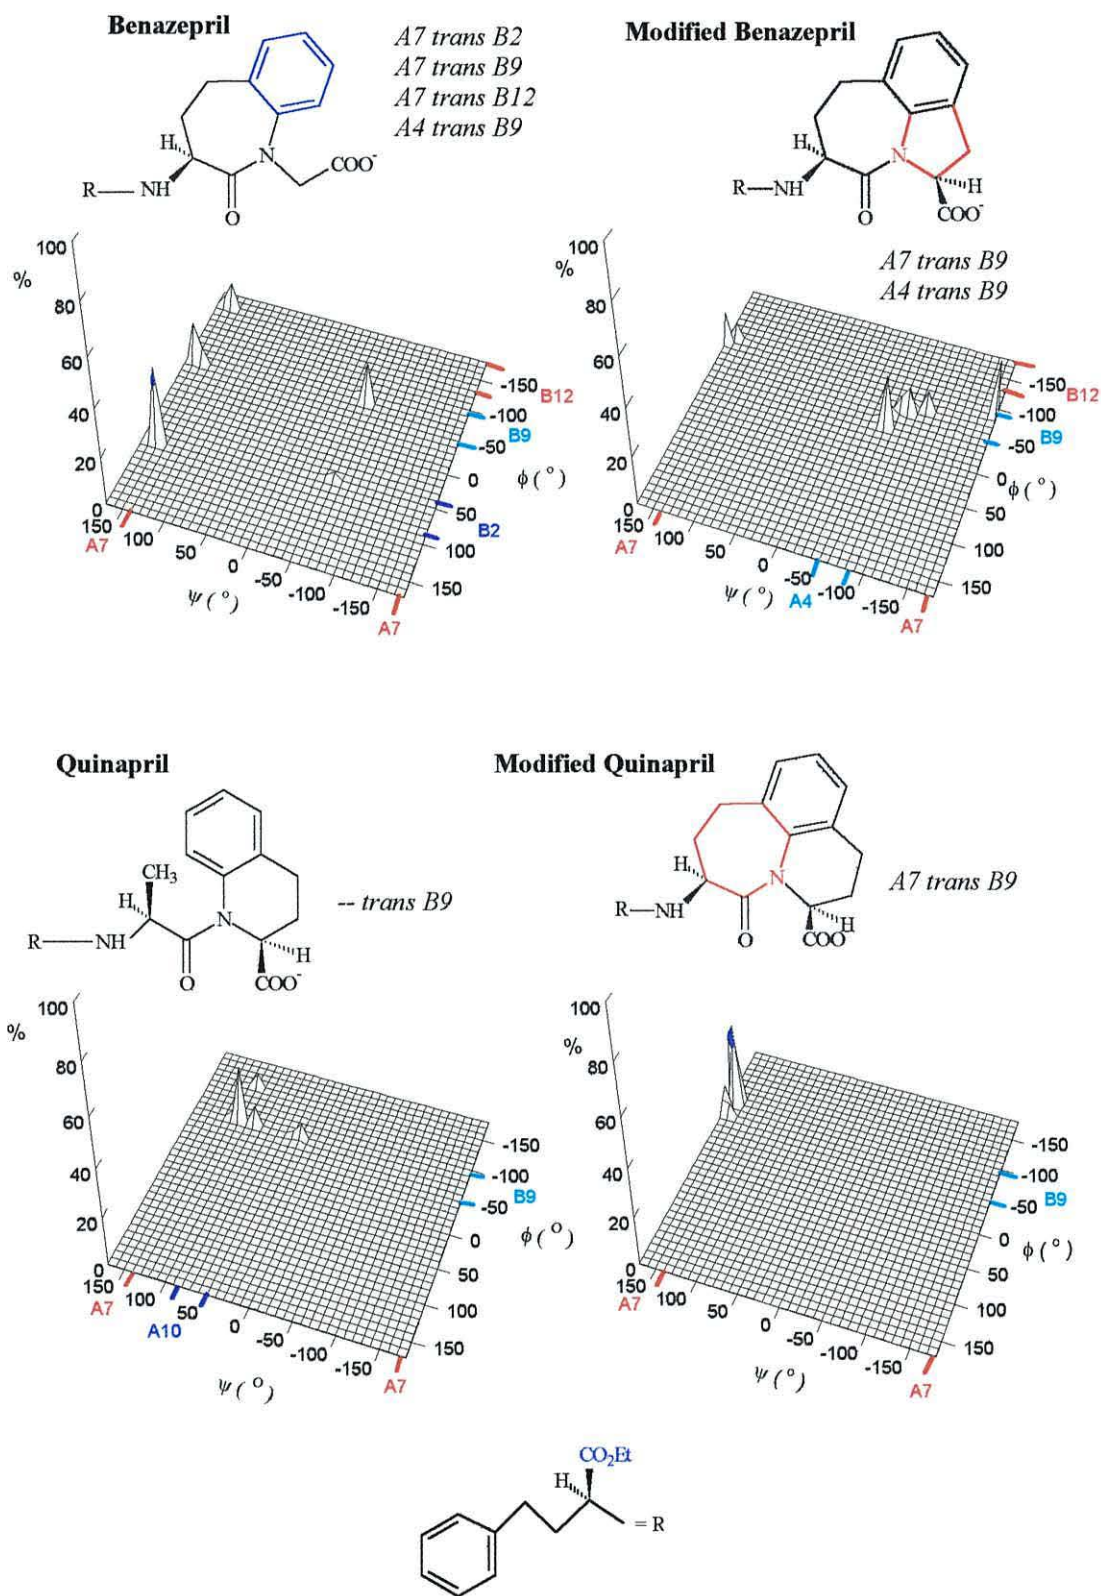 Benazepril
A7 trans B2
A7 trans B9
A7 trans B12
A4 trans B9
H
R
NH
N
O
COO-
Modified Benazepril
H
R
NH
N
O
H
COO-
A7 trans B9
A4 trans B9
100
%
80
60
40
20
0
150
A7
100
50
0
-50
-100
-150
A7
ψ (°)
-150
B12
-100
B9
-50
0
ϕ (°)
50
B2
100
150
100
%
80
60
40
20
0
150
A7
100
50
0
-50
A4
-100
-150
A7
ψ (°)
-150
B12
-100
B9
-50
0
ϕ (°)
50
100
150
Quinapril
CH3
H
R
NH
N
O
H
COO-
-- trans B9
Modified Quinapril
H
R
NH
N
O
H
COO
A7 trans B9
100
%
80
60
40
20
0
150
A7
100
A10
50
0
-50
-100
-150
A7
ψ (°)
-150
-100
B9
-50
0
ϕ (°)
50
100
150
100
%
80
60
40
20
0
150
A7
100
50
0
-50
-100
-150
A7
ψ (°)
-150
-100
B9
-50
0
ϕ (°)
50
100
150
CO2Et
H
= R